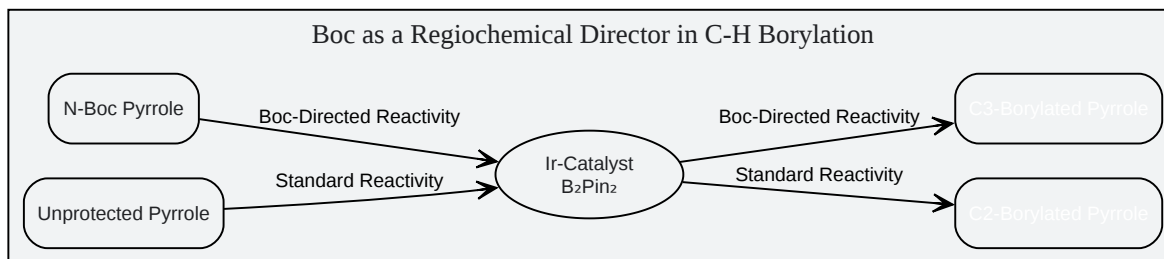 Boc as a Regiochemical Director in C-H Borylation
N-Boc Pyrrole
Boc-Directed Reactivity
Boc-Directed Reactivity
C3-Borylated Pyrrole
Ir-Catalyst
B₂Pin₂
Unprotected Pyrrole
Standard Reactivity
Standard Reactivity
C2-Borylated Pyrrole